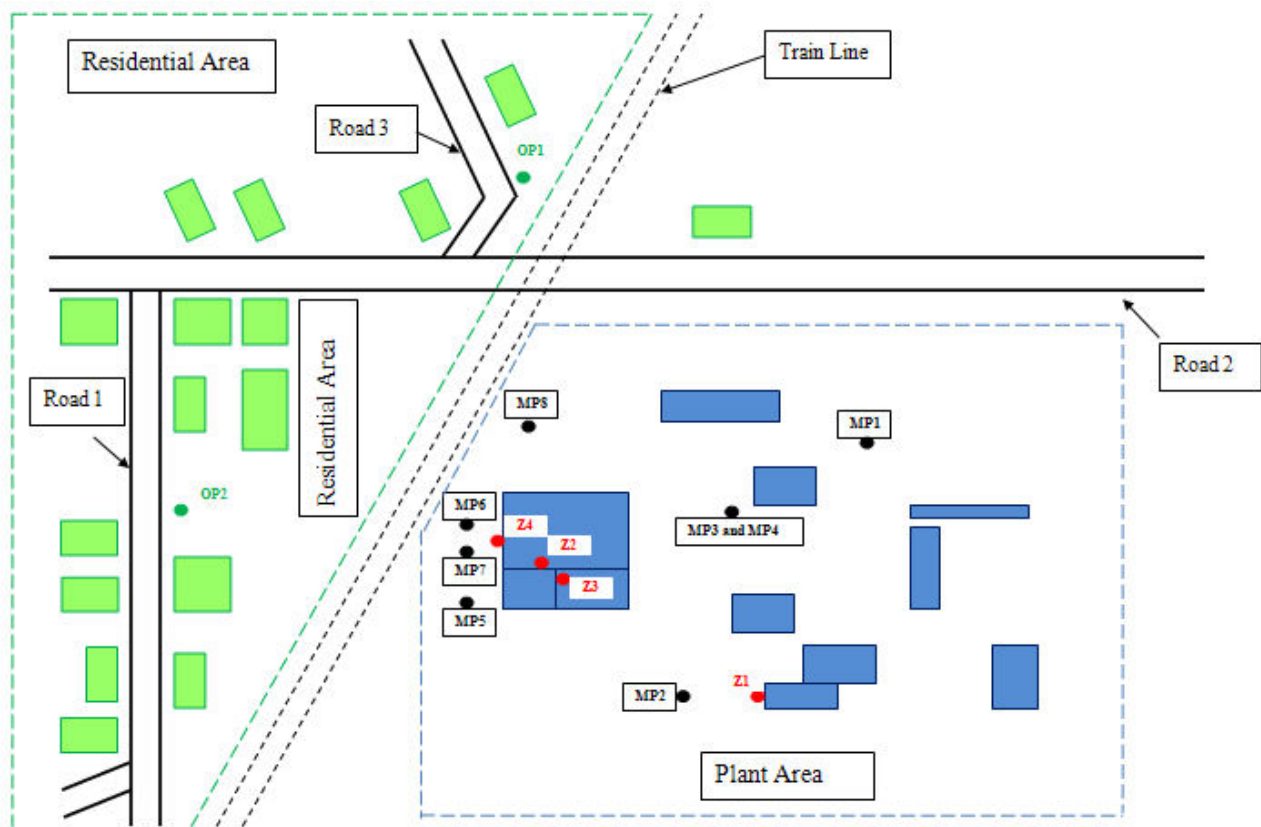 Residential Area
Train Line
Road 3
OP1
Road 2
Residential Area
Road 1
MP8
MP1
OP2
MP6
Z4
MP3 and MP4
Z2
MP7
Z3
MP5
Z1
MP2
Plant Area